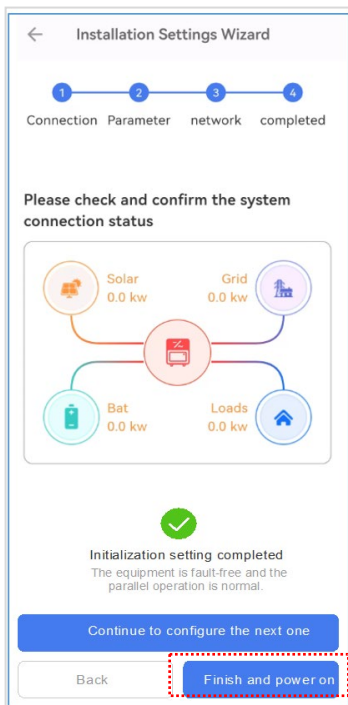 Installation Settings Wizard
1 2 3 4
Connection Parameter network completed
Please check and confirm the system
connection status
Solar Grid
0.0 kw 0.0 kw
Bat Loads
0.0 kw 0.0 kw
Initialization setting completed
The equipment is fault-free and the
parallel operation is normal.
Continue to configure the next one
Back Finish and power on